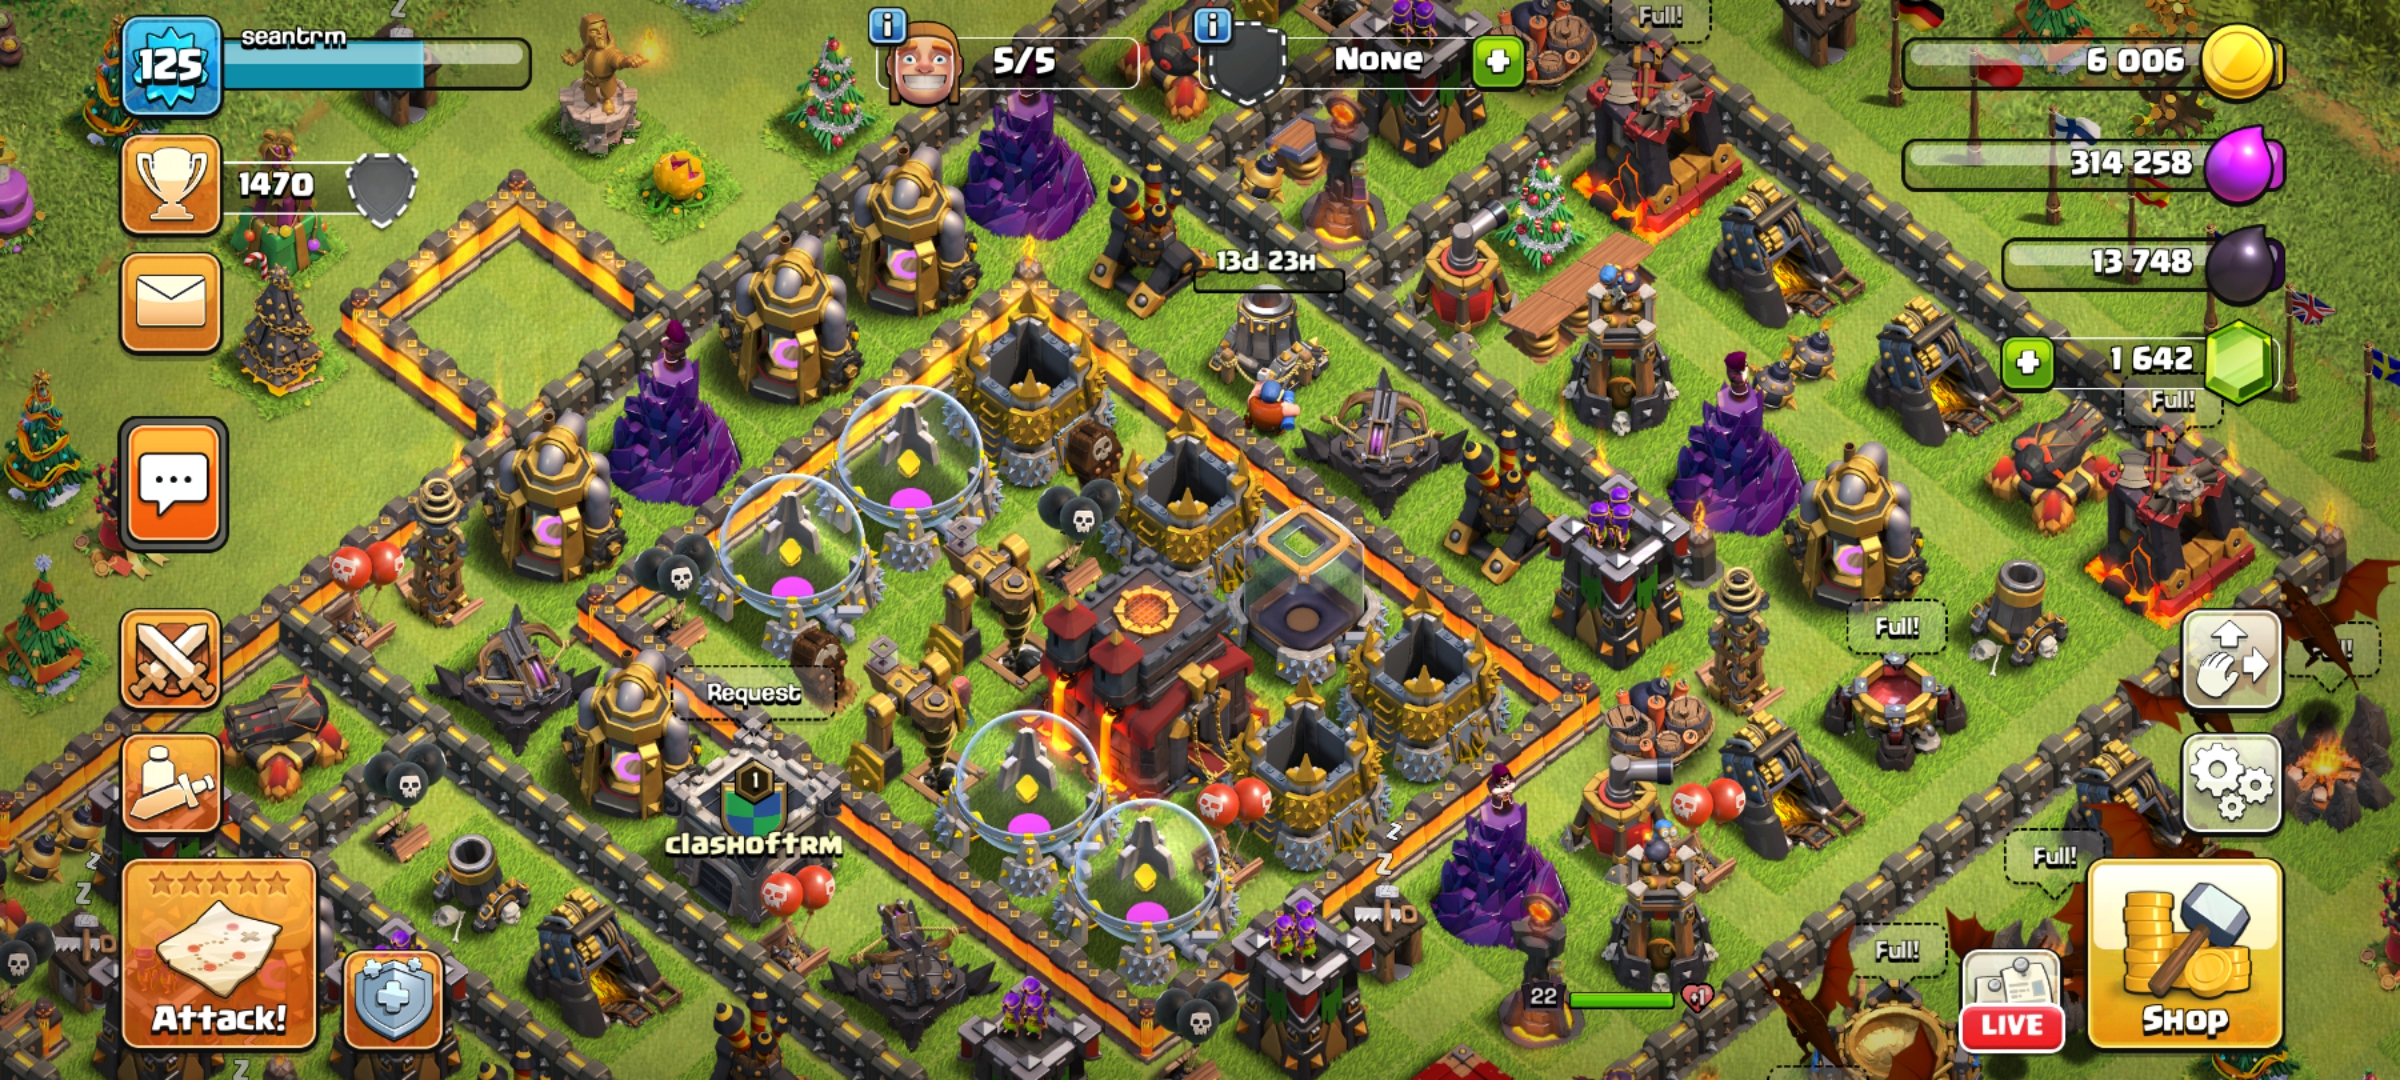 Full!
125
seantrm
5/5
None
6 006
1470
314 258
13d 23h
13 748
1 642
Full!
Full!
Request
1
clashoftrm
Full!
Full!
Attack!
22
+1
LIVE
Shop